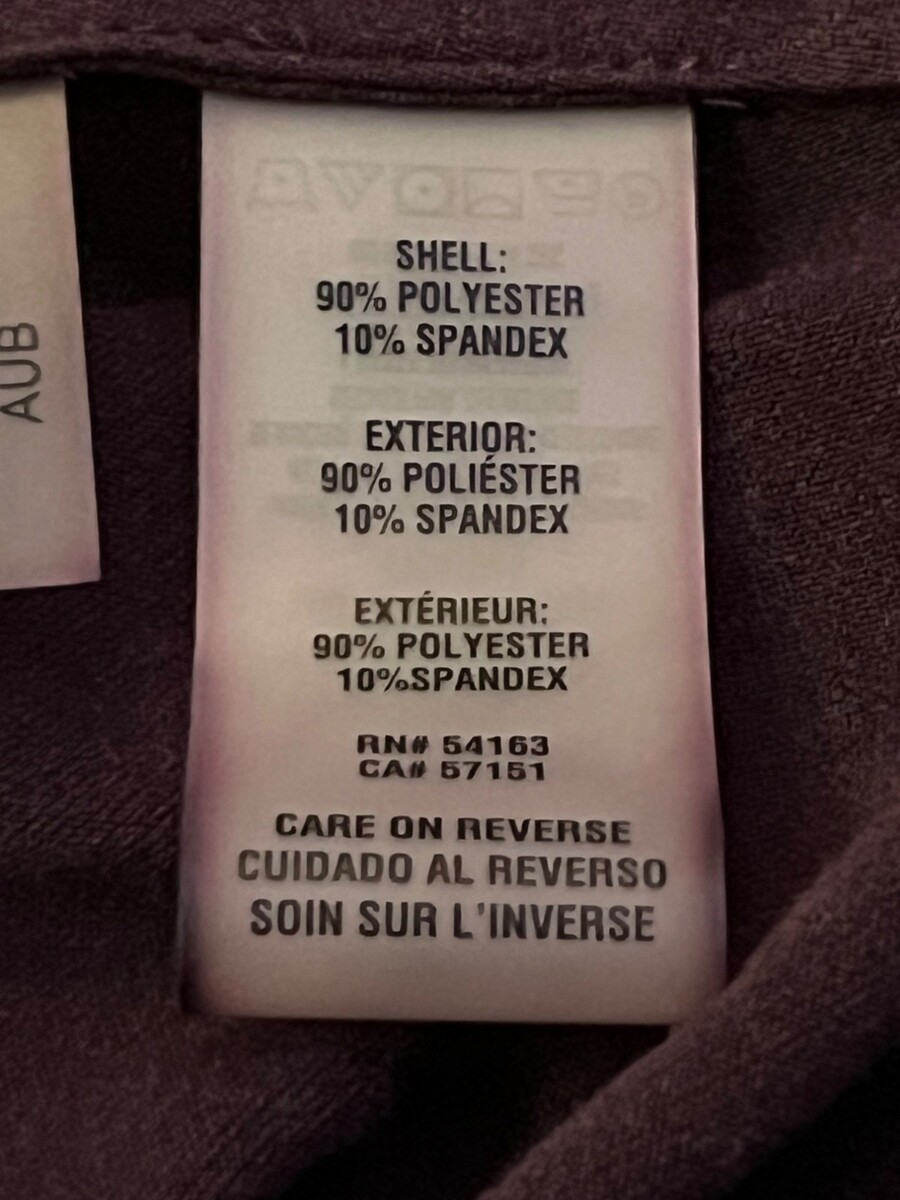 AUB
SHELL:
90% POLYESTER
10% SPANDEX
EXTERIOR:
90% POLIÉSTER
10% SPANDEX
EXTÉRIEUR:
90% POLYESTER
10%SPANDEX
RN# 54163
CA# 57151
CARE ON REVERSE
CUIDADO AL REVERSO
SOIN SUR L'INVERSE